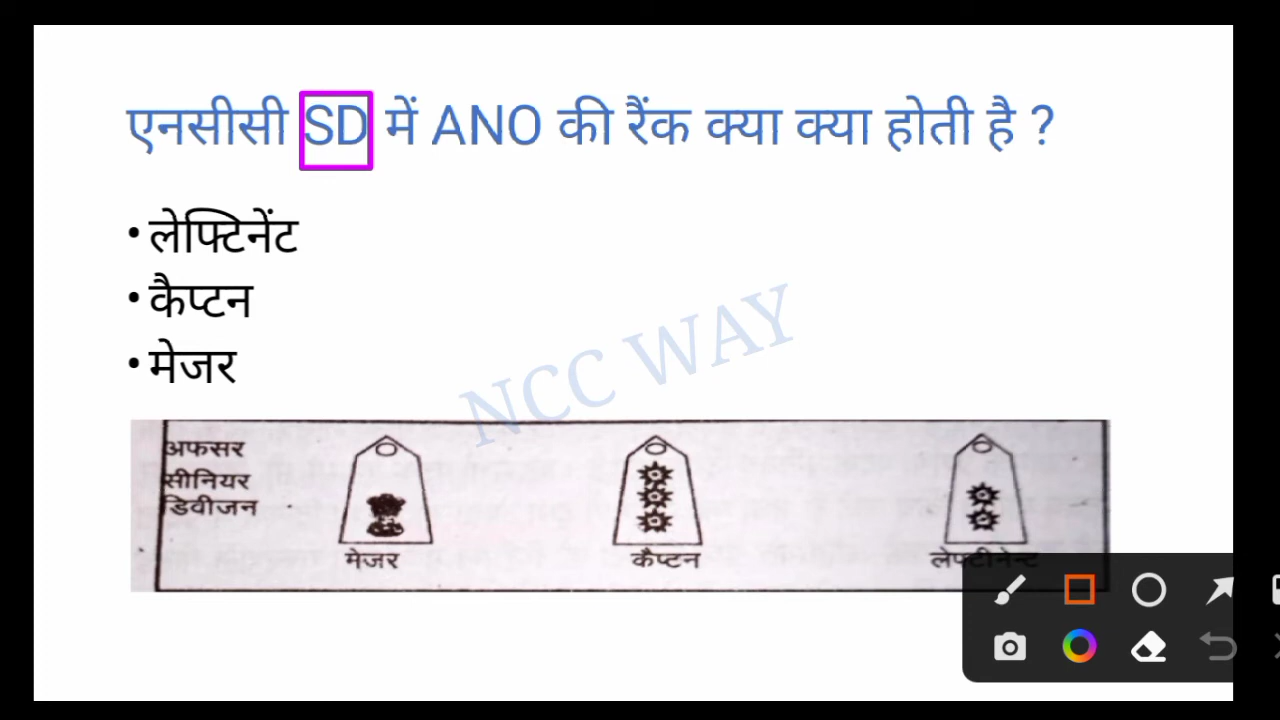 एनसीसी SD में ANO की रैंक क्या क्या होती है ?
• लेफ्टिनेंट
• कैप्टन
• मेजर
NCC WAY
अफसर
सीनियर
डिवीजन
मेजर कैप्टन लेफ्टीनेन्ट